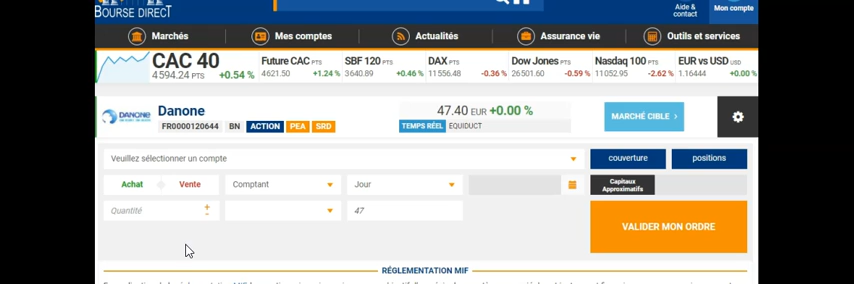 BOURSE DIRECT
Aide & contact
Mon compte
Marchés
Mes comptes
Actualités
Assurance vie
Outils et services
CAC 40 PTS
4594.24 PTS +0.54 %
Future CAC PTS
4621.50 +1.24 %
SBF 120 PTS
3640.89 +0.46 %
DAX PTS
11556.48 -0.36 %
Dow Jones PTS
26501.60 -0.59 %
Nasdaq 100 PTS
11052.95 -2.62 %
EUR vs USD USD
1.16444 +0.00 %
DANONE
Danone
FR0000120644 BN ACTION PEA SRD
47.40 EUR +0.00 %
TEMPS RÉEL EQUIDUCT
MARCHÉ CIBLE >
Veuillez sélectionner un compte
couverture
positions
Achat
Vente
Comptant
Jour
Capitaux
Approximatifs
Quantité
+
-
47
VALIDER MON ORDRE
RÉGLEMENTATION MIF